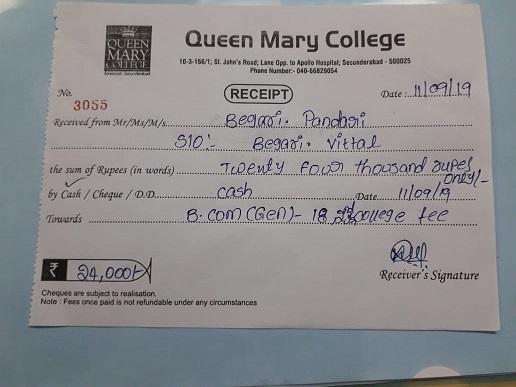 QUEEN
MARY
COLLEGE
Queen Mary College
10-3-166/1; St. John's Road; Lane Opp. to Apollo Hospital; Secunderabad - 500025
Phone Number:- 040-66829054
No. 3055
RECEIPT
Date : 11/09/19
Received from Mr/Ms/M/s. Begari. Pandari
S/O:- Begari. Vittal
the sum of Rupees (in words) Twenty four thousand rupes only/-
by Cash / Cheque / D.D. cash Date 11/09/19
Towards B.com (Gen)- college fee
₹ 24,000/-
Receiver's Signature
Cheques are subject to realisation.
Note : Fees once paid is not refundable under any circumstances